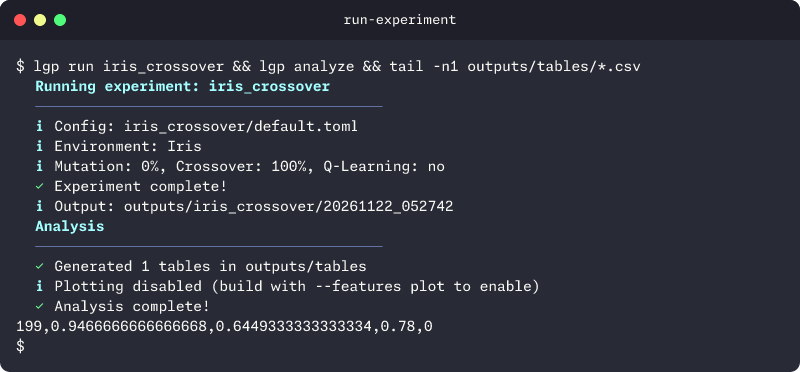 run-experiment
$ lgp run iris_crossover && lgp analyze && tail -n1 outputs/tables/*.csv
Running experiment: iris_crossover
ℹ Config: iris_crossover/default.toml
ℹ Environment: Iris
ℹ Mutation: 0%, Crossover: 100%, Q-Learning: no
✓ Experiment complete!
ℹ Output: outputs/iris_crossover/20261122_052742
Analysis
✓ Generated 1 tables in outputs/tables
ℹ Plotting disabled (build with --features plot to enable)
✓ Analysis complete!
199,0.9466666666666668,0.6449333333333334,0.78,0
$